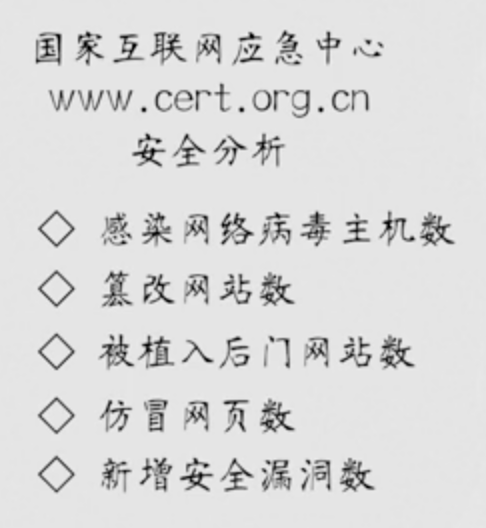 国家互联网应急中心
www.cert.org.cn
安全分析
◇ 感染网络病毒主机数
◇ 篡改网站数
◇ 被植入后门网站数
◇ 仿冒网页数
◇ 新增安全漏洞数